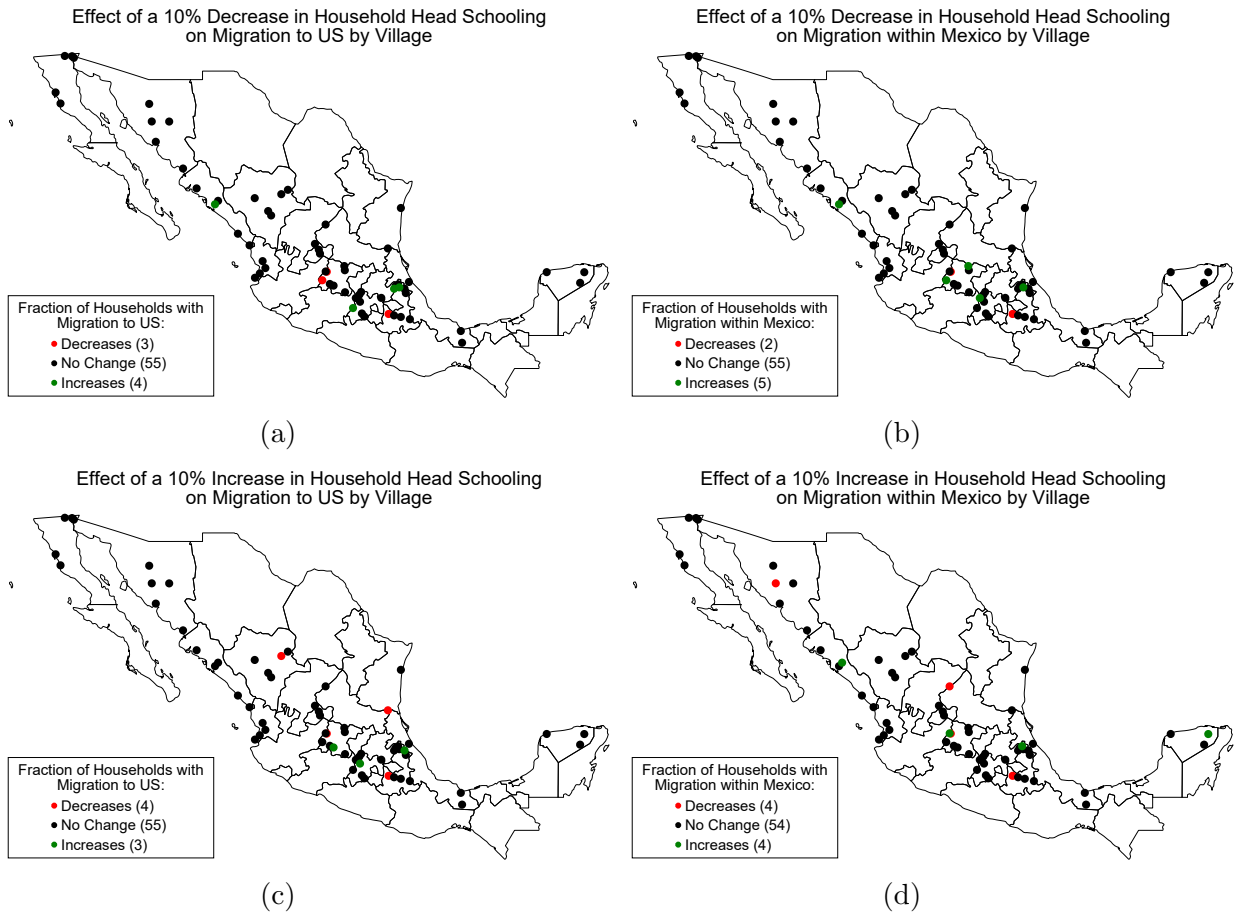 Effect of a 10% Decrease in Household Head Schooling
on Migration to US by Village
Fraction of Households with
Migration to US:
Decreases (3)
No Change (55)
Increases (4)
(a)
Effect of a 10% Decrease in Household Head Schooling
on Migration within Mexico by Village
Fraction of Households with
Migration within Mexico:
Decreases (2)
No Change (55)
Increases (5)
(b)
Effect of a 10% Increase in Household Head Schooling
on Migration to US by Village
Fraction of Households with
Migration to US:
Decreases (4)
No Change (55)
Increases (3)
(c)
Effect of a 10% Increase in Household Head Schooling
on Migration within Mexico by Village
Fraction of Households with
Migration within Mexico:
Decreases (4)
No Change (54)
Increases (4)
(d)